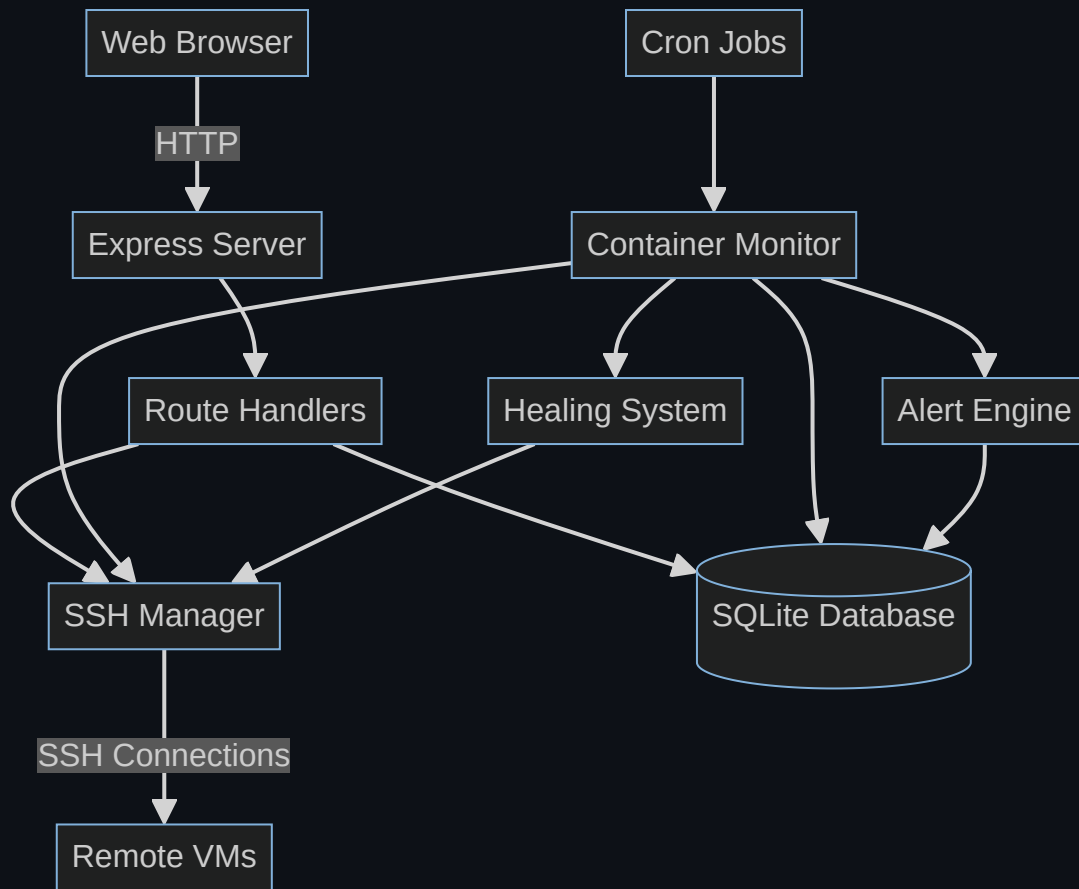 Web Browser
Cron Jobs
HTTP
Express Server
Container Monitor
Route Handlers
Healing System
Alert Engine
SSH Manager
SQLite Database
SSH Connections
Remote VMs